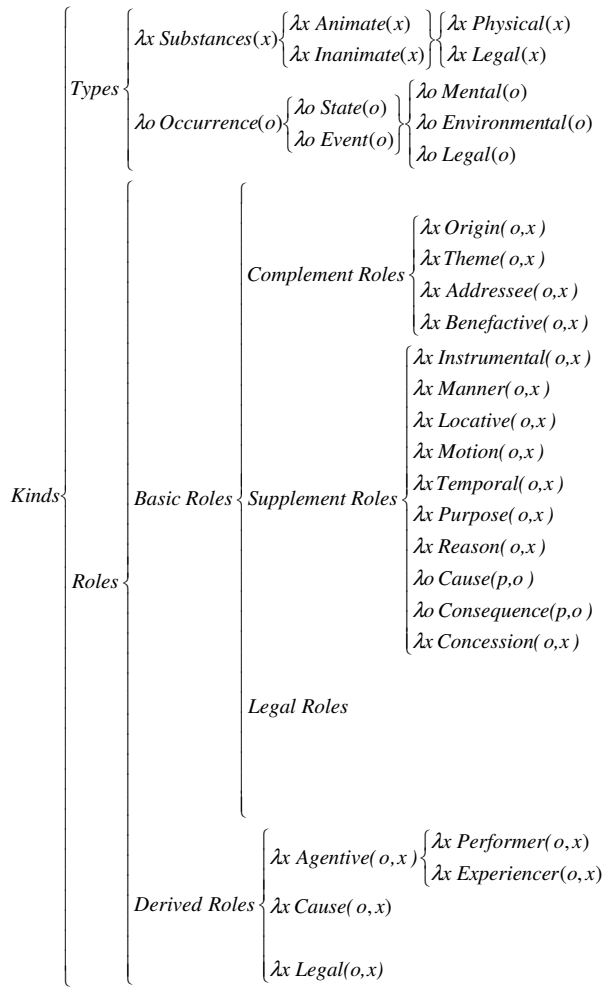 λx Animate(x) λx Physical(x)
λx Substances(x)
λx Inanimate(x) λx Legal(x)
Types
λo Mental(o)
λo State(o)
λo Occurrence(o) λo Environmental(o)
λo Event(o)
λo Legal(o)
λx Origin( o,x )
λx Theme( o,x )
Complement Roles
λx Addressee( o,x )
λx Benefactive( o,x )
λx Instrumental( o,x )
λx Manner( o,x )
λx Locative( o,x )
λx Motion( o,x )
Kinds Basic Roles Supplement Roles λx Temporal( o,x )
λx Purpose( o,x )
λx Reason( o,x )
Roles λo Cause(p,o )
λo Consequence(p,o )
λx Concession( o,x )
Legal Roles
λx Performer(o, x)
λx Agentive( o,x )
λx Experiencer(o, x)
Derived Roles λx Cause( o, x)
λx Legal(o,x)